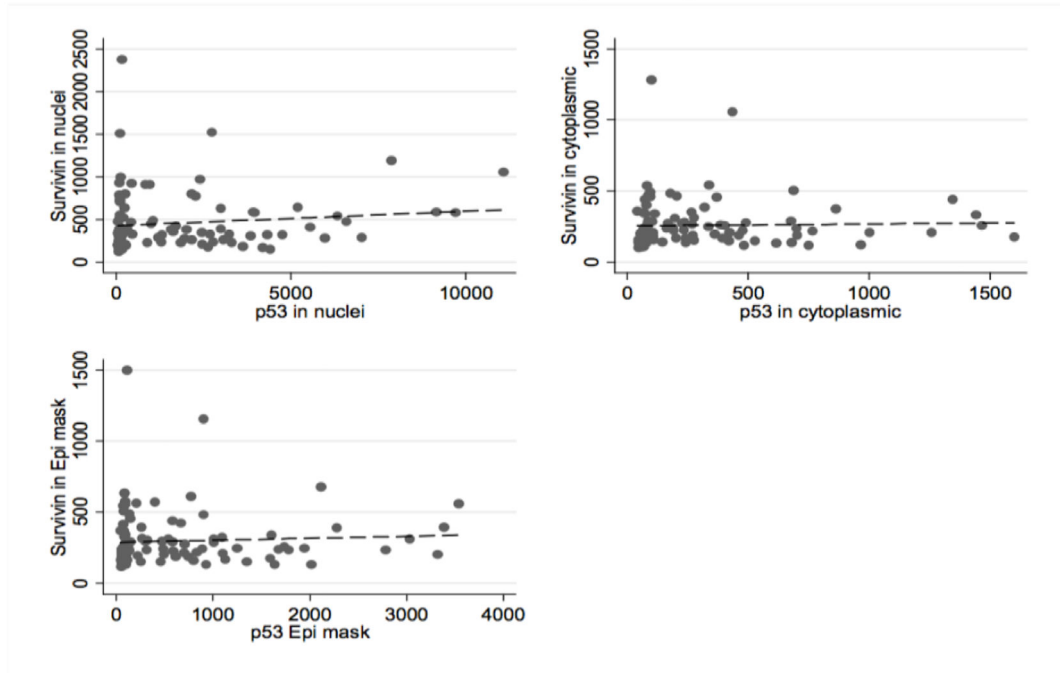 Survivin in nuclei
0 500 1000 1500 2000 2500
0 5000 10000
p53 in nuclei
Survivin in cytoplasmic
0 500 1000 1500
0 500 1000 1500
p53 in cytoplasmic
Survivin in Epi mask
0 500 1000 1500
0 1000 2000 3000 4000
p53 Epi mask